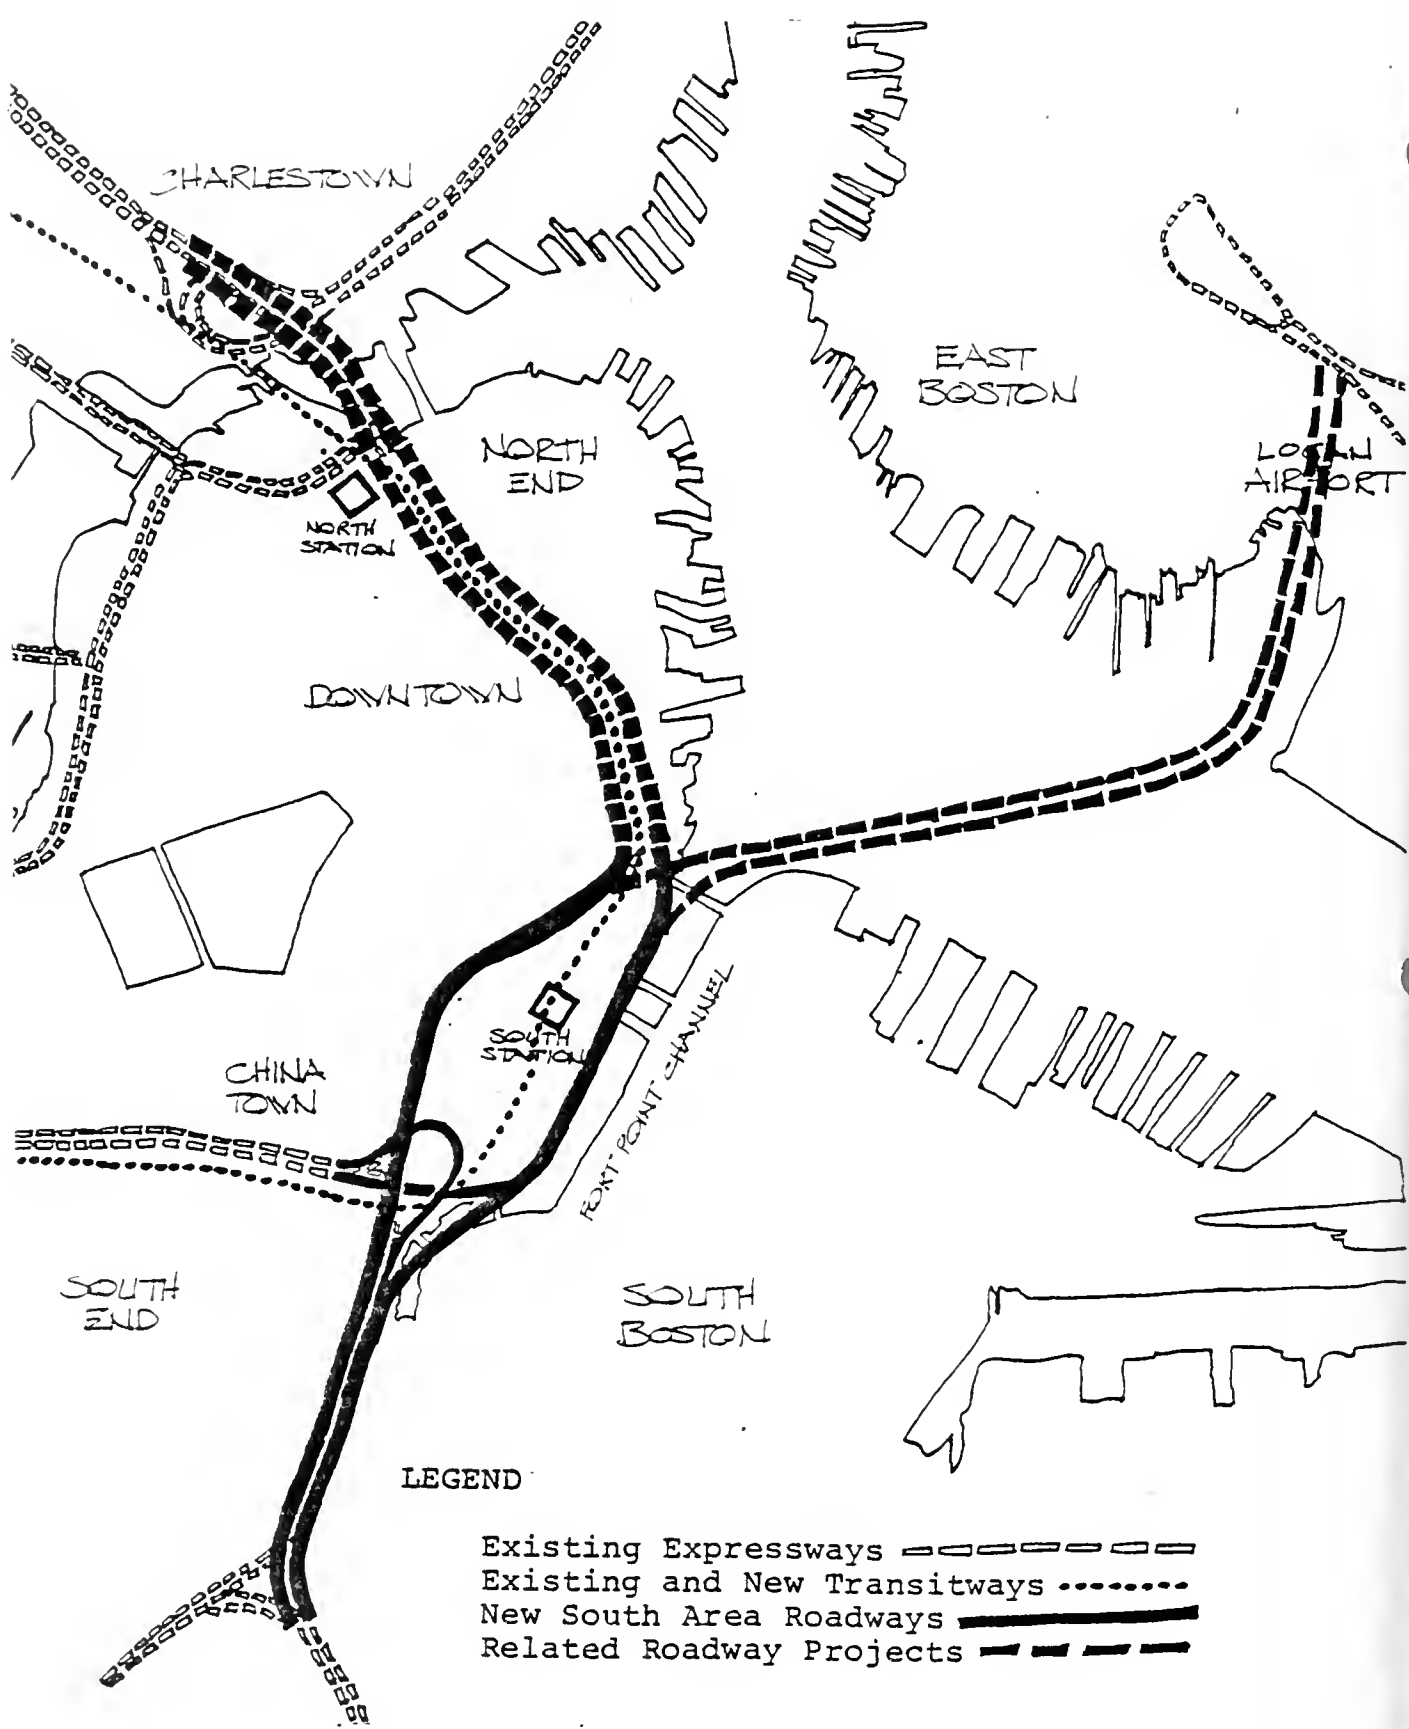 CHARLESTOWN
EAST
BOSTON
NORTH
END
LOGAN
AIRPORT
NORTH
STATION
DOWNTOWN
FORT POINT CHANNEL
SOUTH
STATION
CHINA
TOWN
SOUTH
END
SOUTH
BOSTON
LEGEND
Existing Expressways
Existing and New Transitways
New South Area Roadways
Related Roadway Projects